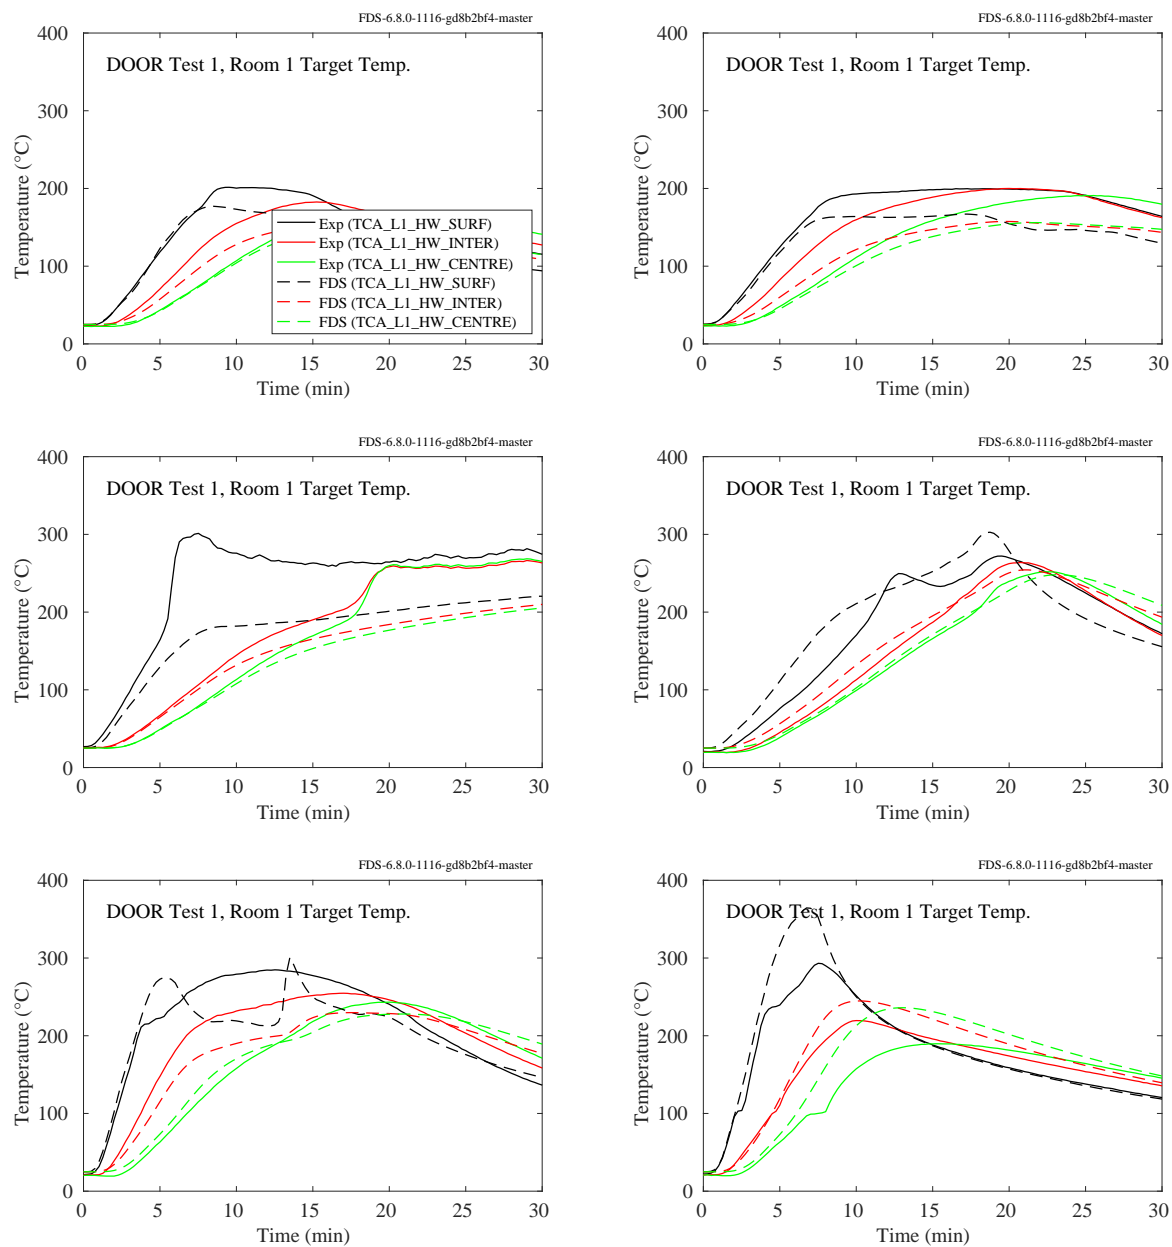 FDS-6.8.0-1116-gd8b2bf4-master
DOOR Test 1, Room 1 Target Temp.
Temperature (°C)
400
300
200
100
0
Exp (TCA_L1_HW_SURF)
Exp (TCA_L1_HW_INTER)
Exp (TCA_L1_HW_CENTRE)
FDS (TCA_L1_HW_SURF)
FDS (TCA_L1_HW_INTER)
FDS (TCA_L1_HW_CENTRE)
0 5 10 15 20 25 30
Time (min)
FDS-6.8.0-1116-gd8b2bf4-master
DOOR Test 1, Room 1 Target Temp.
Temperature (°C)
400
300
200
100
0
0 5 10 15 20 25 30
Time (min)
FDS-6.8.0-1116-gd8b2bf4-master
DOOR Test 1, Room 1 Target Temp.
Temperature (°C)
400
300
200
100
0
0 5 10 15 20 25 30
Time (min)
FDS-6.8.0-1116-gd8b2bf4-master
DOOR Test 1, Room 1 Target Temp.
Temperature (°C)
400
300
200
100
0
0 5 10 15 20 25 30
Time (min)
FDS-6.8.0-1116-gd8b2bf4-master
DOOR Test 1, Room 1 Target Temp.
Temperature (°C)
400
300
200
100
0
0 5 10 15 20 25 30
Time (min)
FDS-6.8.0-1116-gd8b2bf4-master
DOOR Test 1, Room 1 Target Temp.
Temperature (°C)
400
300
200
100
0
0 5 10 15 20 25 30
Time (min)